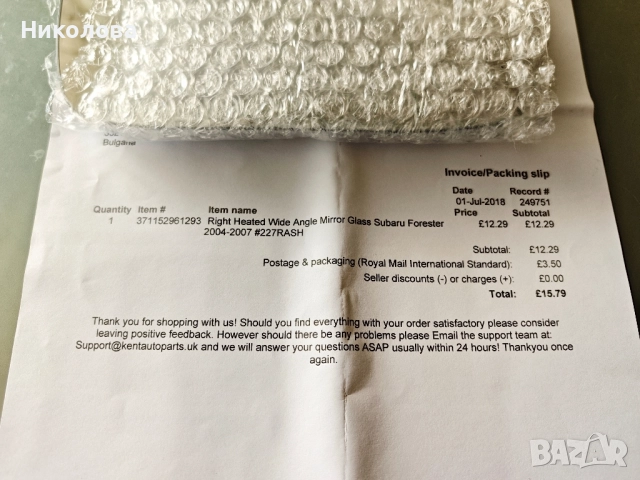 Николова
Bulgaria
Invoice/Packing slip
Date Record #
01-Jul-2018 249751
Quantity Item # Item name Price Subtotal
1 371152961293 Right Heated Wide Angle Mirror Glass Subaru Forester £12.29 £12.29
2004-2007 #227RASH
Subtotal: £12.29
Postage & packaging (Royal Mail International Standard): £3.50
Seller discounts (-) or charges (+): £0.00
Total: £15.79
Thank you for shopping with us! Should you find everything with your order satisfactory please consider
leaving positive feedback. However should there be any problems please Email the support team at:
Support@kentautoparts.uk and we will answer your questions ASAP usually within 24 hours! Thankyou once
again.
BAZAR